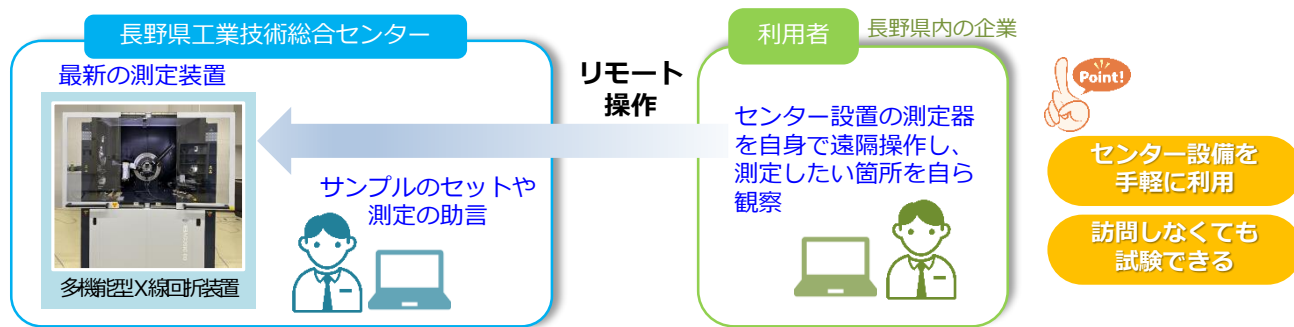 長野県工業技術総合センター
最新の測定装置
多機能型X線回折装置
サンプルのセットや
測定の助言
リモート
操作
利用者
長野県内の企業
センター設置の測定器
を自身で遠隔操作し、
測定したい箇所を自ら
観察
Point!
センター設備を
手軽に利用
訪問しなくても
試験できる